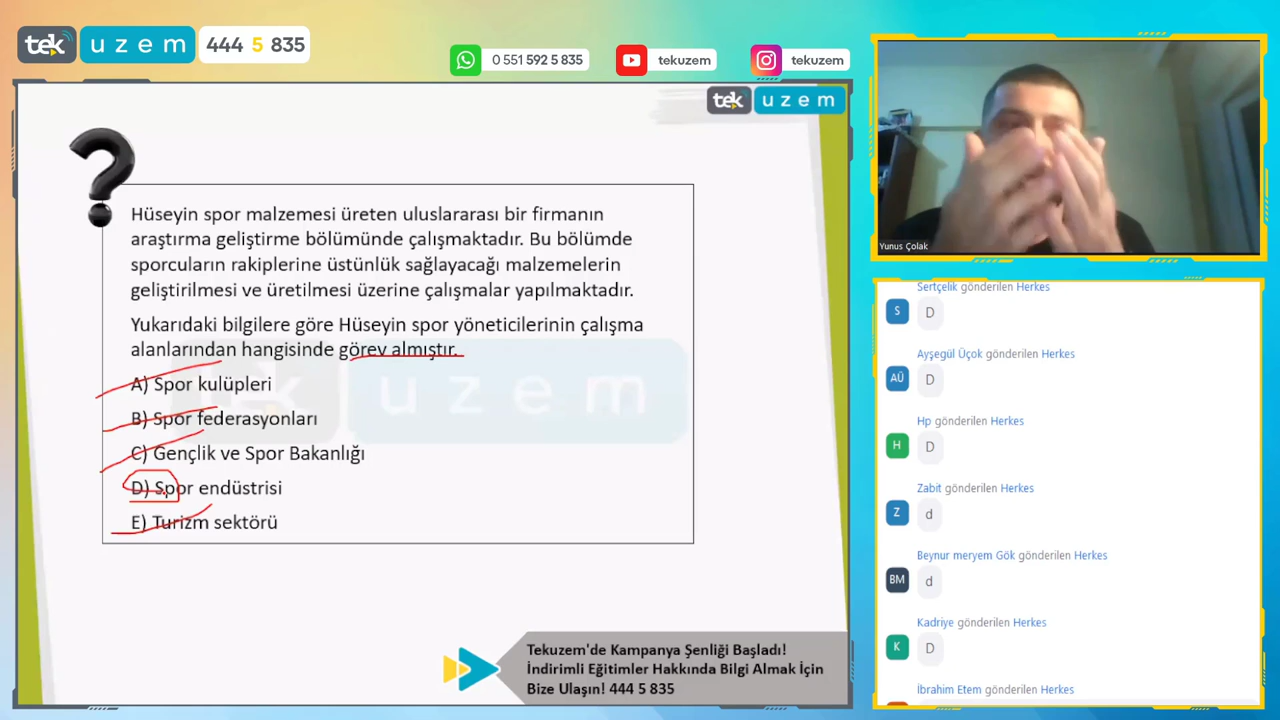 tek uzem 444 5 835
0 551 592 5 835
tekuzem
tekuzem
tek uzem
Hüseyin spor malzemesi üreten uluslararası bir firmanın
araştırma geliştirme bölümünde çalışmaktadır. Bu bölümde
sporcuların rakiplerine üstünlük sağlayacağı malzemelerin
geliştirilmesi ve üretilmesi üzerine çalışmalar yapılmaktadır.
Yukarıdaki bilgilere göre Hüseyin spor yöneticilerinin çalışma
alanlarından hangisinde görev almıştır.
A) Spor kulüpleri
B) Spor federasyonları
C) Gençlik ve Spor Bakanlığı
D) Spor endüstrisi
E) Turizm sektörü
tek uzem
Tekuzem'de Kampanya Şenliği Başladı!
İndirimli Eğitimler Hakkında Bilgi Almak İçin
Bize Ulaşın! 444 5 835
Yunus Çolak
Sertçelik gönderilen Herkes
S
D
Ayşegül Üçok gönderilen Herkes
AÜ
D
Hp gönderilen Herkes
H
D
Zabit gönderilen Herkes
Z
d
Beynur meryem Gök gönderilen Herkes
BM
d
Kadriye gönderilen Herkes
K
D
İbrahim Etem gönderilen Herkes